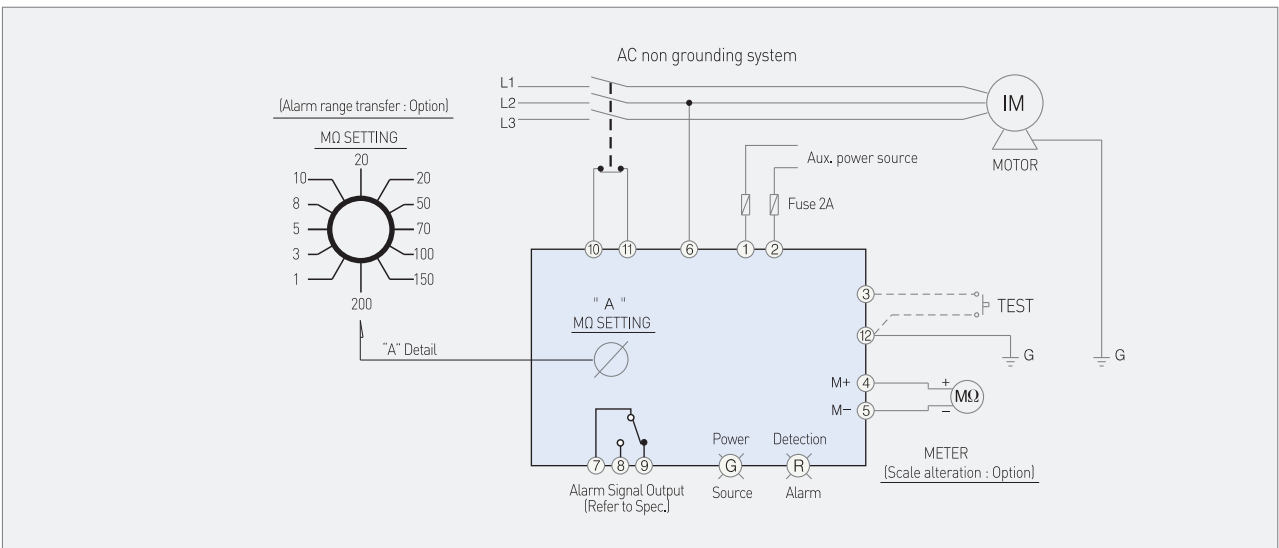 AC non grounding system
L1
L2
L3
IM
MOTOR
(Alarm range transfer : Option)
MΩ SETTING
20
10
20
8
50
5
70
3
100
1
150
200
"A" Detail
Aux. power source
Fuse 2A
10
11
6
1
2
" A "
MΩ SETTING
3
TEST
12
G
G
M+
4
+
MΩ
M−
5
−
METER
(Scale alteration : Option)
Power
Detection
7
8
9
G
R
Alarm Signal Output
(Refer to Spec.)
Source
Alarm